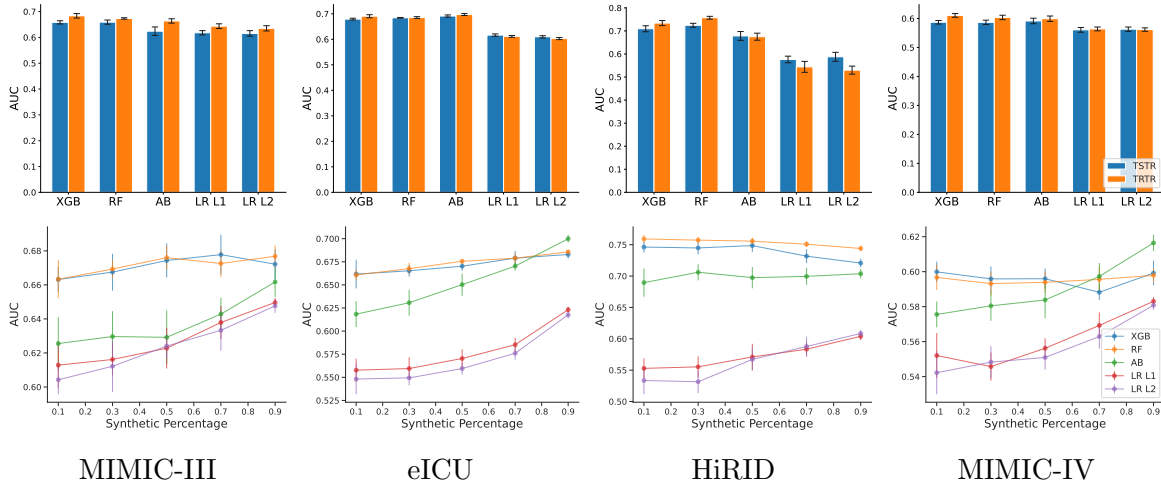 AUC
0.7
0.6
0.5
0.4
0.3
0.2
0.1
0.0
XGB RF AB LR L1 LR L2
AUC
0.7
0.6
0.5
0.4
0.3
0.2
0.1
0.0
XGB RF AB LR L1 LR L2
AUC
0.8
0.7
0.6
0.5
0.4
0.3
0.2
0.1
0.0
XGB RF AB LR L1 LR L2
AUC
0.6
0.5
0.4
0.3
0.2
0.1
0.0
XGB RF AB LR L1 LR L2
TSTR
TRTR
AUC
0.68
0.66
0.64
0.62
0.60
0.1 0.2 0.3 0.4 0.5 0.6 0.7 0.8 0.9
Synthetic Percentage
AUC
0.700
0.675
0.650
0.625
0.600
0.575
0.550
0.525
0.1 0.2 0.3 0.4 0.5 0.6 0.7 0.8 0.9
Synthetic Percentage
AUC
0.75
0.70
0.65
0.60
0.55
0.50
0.1 0.2 0.3 0.4 0.5 0.6 0.7 0.8 0.9
Synthetic Percentage
AUC
0.62
0.60
0.58
0.56
0.54
0.1 0.2 0.3 0.4 0.5 0.6 0.7 0.8 0.9
Synthetic Percentage
XGB
RF
AB
LR L1
LR L2
MIMIC-III eICU HiRID MIMIC-IV